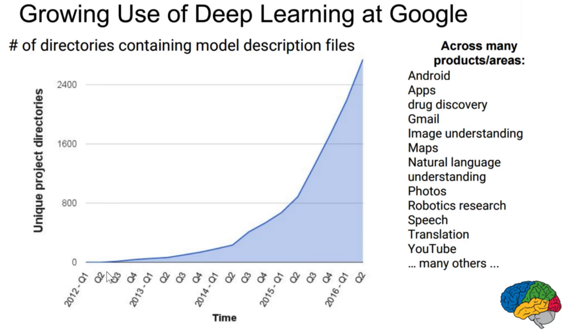 Growing Use of Deep Learning at Google
# of directories containing model description files
Unique project directories
2400
1600
800
0
2012 - Q1
Q2
Q3
Q4
2013 - Q1
Q2
Q3
Q4
2014 - Q1
Q2
Q3
Q4
2015 - Q1
Q2
Q3
Q4
2016 - Q1
Q2
Time
Across many
products/areas:
Android
Apps
drug discovery
Gmail
Image understanding
Maps
Natural language
understanding
Photos
Robotics research
Speech
Translation
YouTube
… many others ...